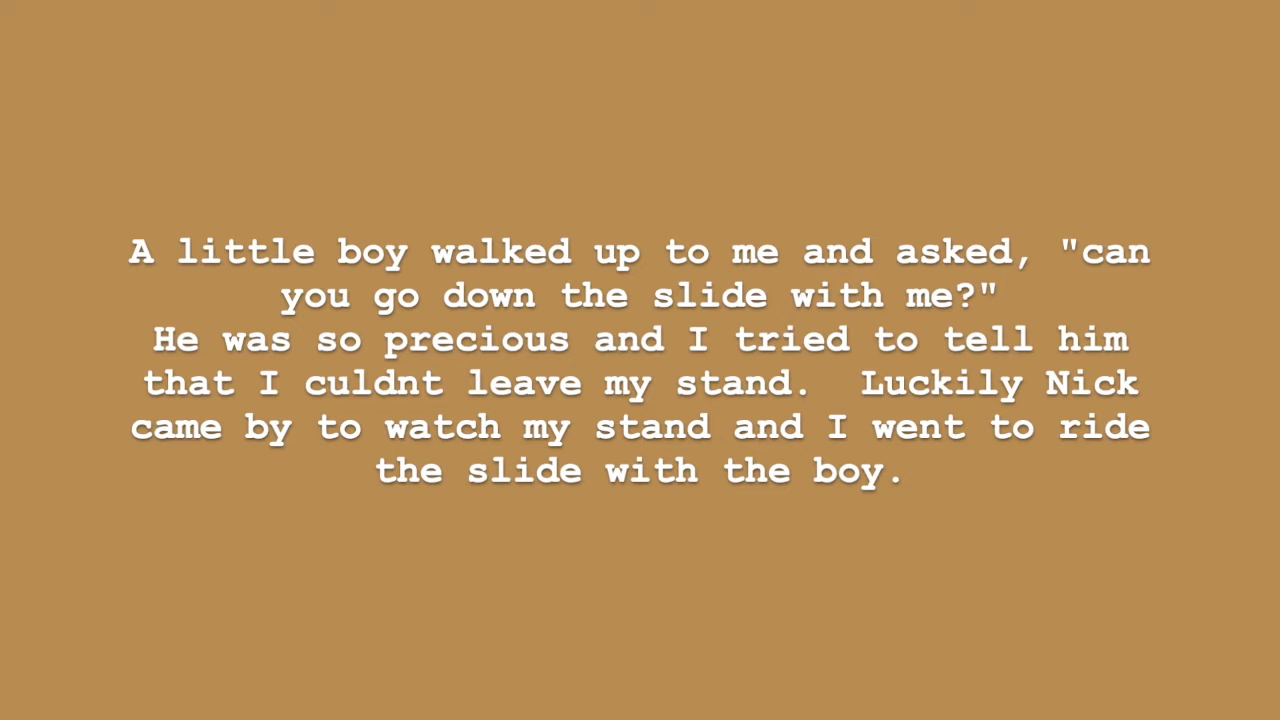 A little boy walked up to me and asked, "can
you go down the slide with me?"
He was so precious and I tried to tell him
that I culdnt leave my stand.  Luckily Nick
came by to watch my stand and I went to ride
the slide with the boy.